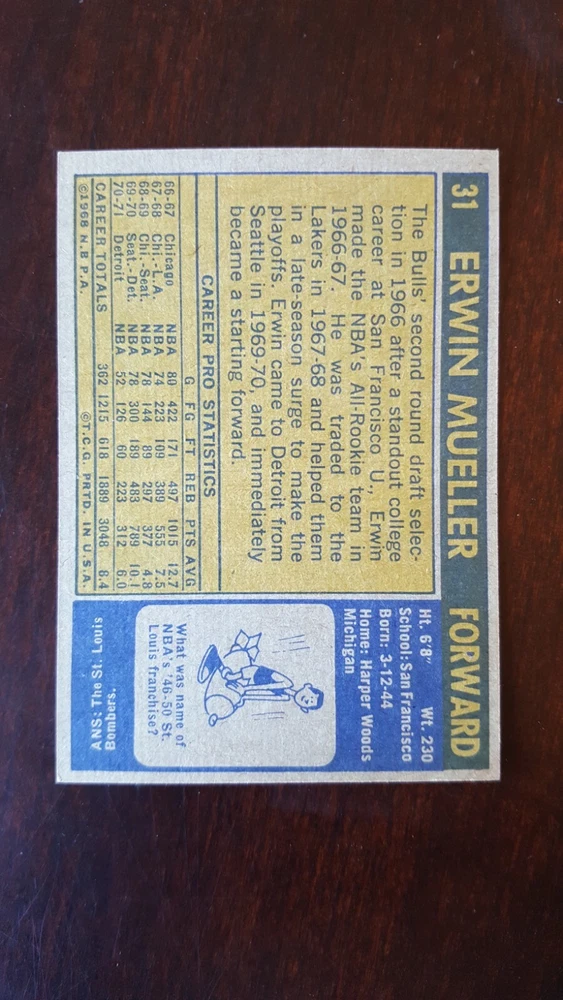 31 ERWIN MUELLER FORWARD
The Bulls' second round draft selec-
tion in 1966 after a standout college
career at San Francisco U., Erwin
made the NBA's All-Rookie team in
1966-67. He was traded to the
Lakers in 1967-68 and helped them
in a late-season surge to make the
playoffs. Erwin came to Detroit from
Seattle in 1969-70, and immediately
became a starting forward.
CAREER PRO STATISTICS
G FG FT REB PTS AVG
66-67 Chicago NBA 80 422 171 497 1015 12.7
67-68 Chi.-L.A. NBA 74 223 109 389 555 7.5
68-69 Chi.-Seat. NBA 78 144 89 297 377 4.8
69-70 Seat.-Det. NBA 78 300 189 483 789 10.1
70-71 Detroit NBA 52 126 60 223 312 6.0
CAREER TOTALS 362 1215 618 1889 3048 8.4
©1968 N.B.P.A. ©T.C.G. PRTD. IN U.S.A.
Ht. 6'8" Wt. 230
School: San Francisco
Born: 3-12-44
Home: Harper Woods
Michigan
What was name of
NBA's '46-50 St.
Louis franchise?
ANS: The St. Louis
Bombers.